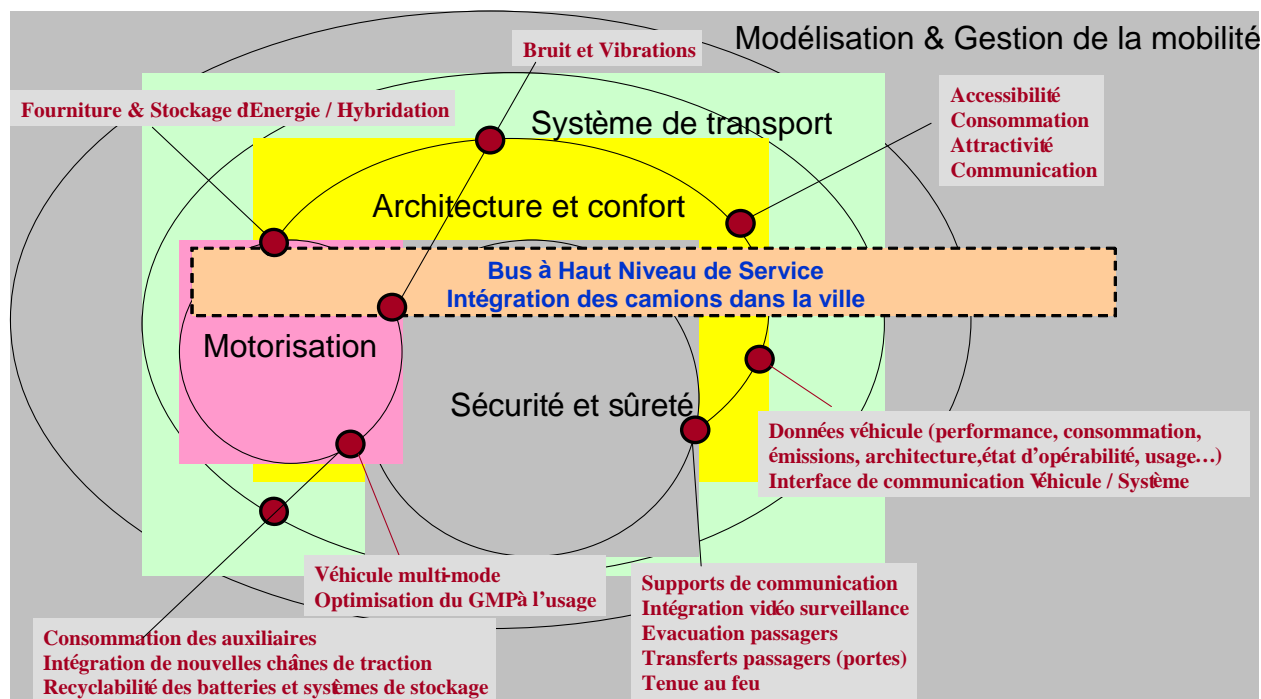 Modélisation & Gestion de la mobilité
Bruit et Vibrations
Fourniture & Stockage d'Energie / Hybridation
Accessibilité
Consommation
Attractivité
Communication
Système de transport
Architecture et confort
Bus à Haut Niveau de Service
Intégration des camions dans la ville
Motorisation
Sécurité et sûreté
Données véhicule (performance, consommation,
émissions, architecture,état d’opérabilité, usage…)
Interface de communication Véhicule / Système
Véhicule multi-mode
Optimisation du GMPà l’usage
Supports de communication
Intégration vidéo surveillance
Evacuation passagers
Transferts passagers (portes)
Tenue au feu
Consommation des auxiliaires
Intégration de nouvelles chaînes de traction
Recyclabilité des batteries et systèmes de stockage